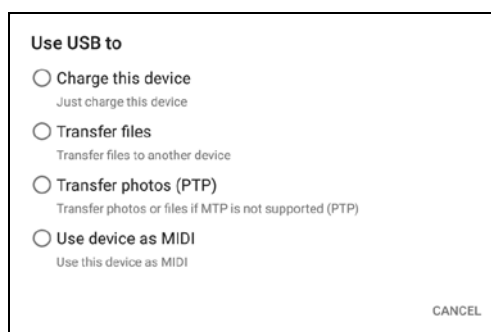 Use USB to
Charge this device
Just charge this device
Transfer files
Transfer files to another device
Transfer photos (PTP)
Transfer photos or files if MTP is not supported (PTP)
Use device as MIDI
Use this device as MIDI
CANCEL